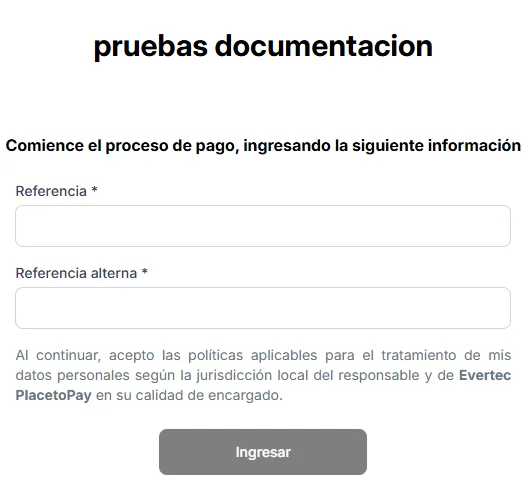 pruebas documentacion
Comience el proceso de pago, ingresando la siguiente información
Referencia *
Referencia alterna *
Al continuar, acepto las políticas aplicables para el tratamiento de mis
datos personales según la jurisdicción local del responsable y de Evertec
PlacetoPay en su calidad de encargado.
Ingresar